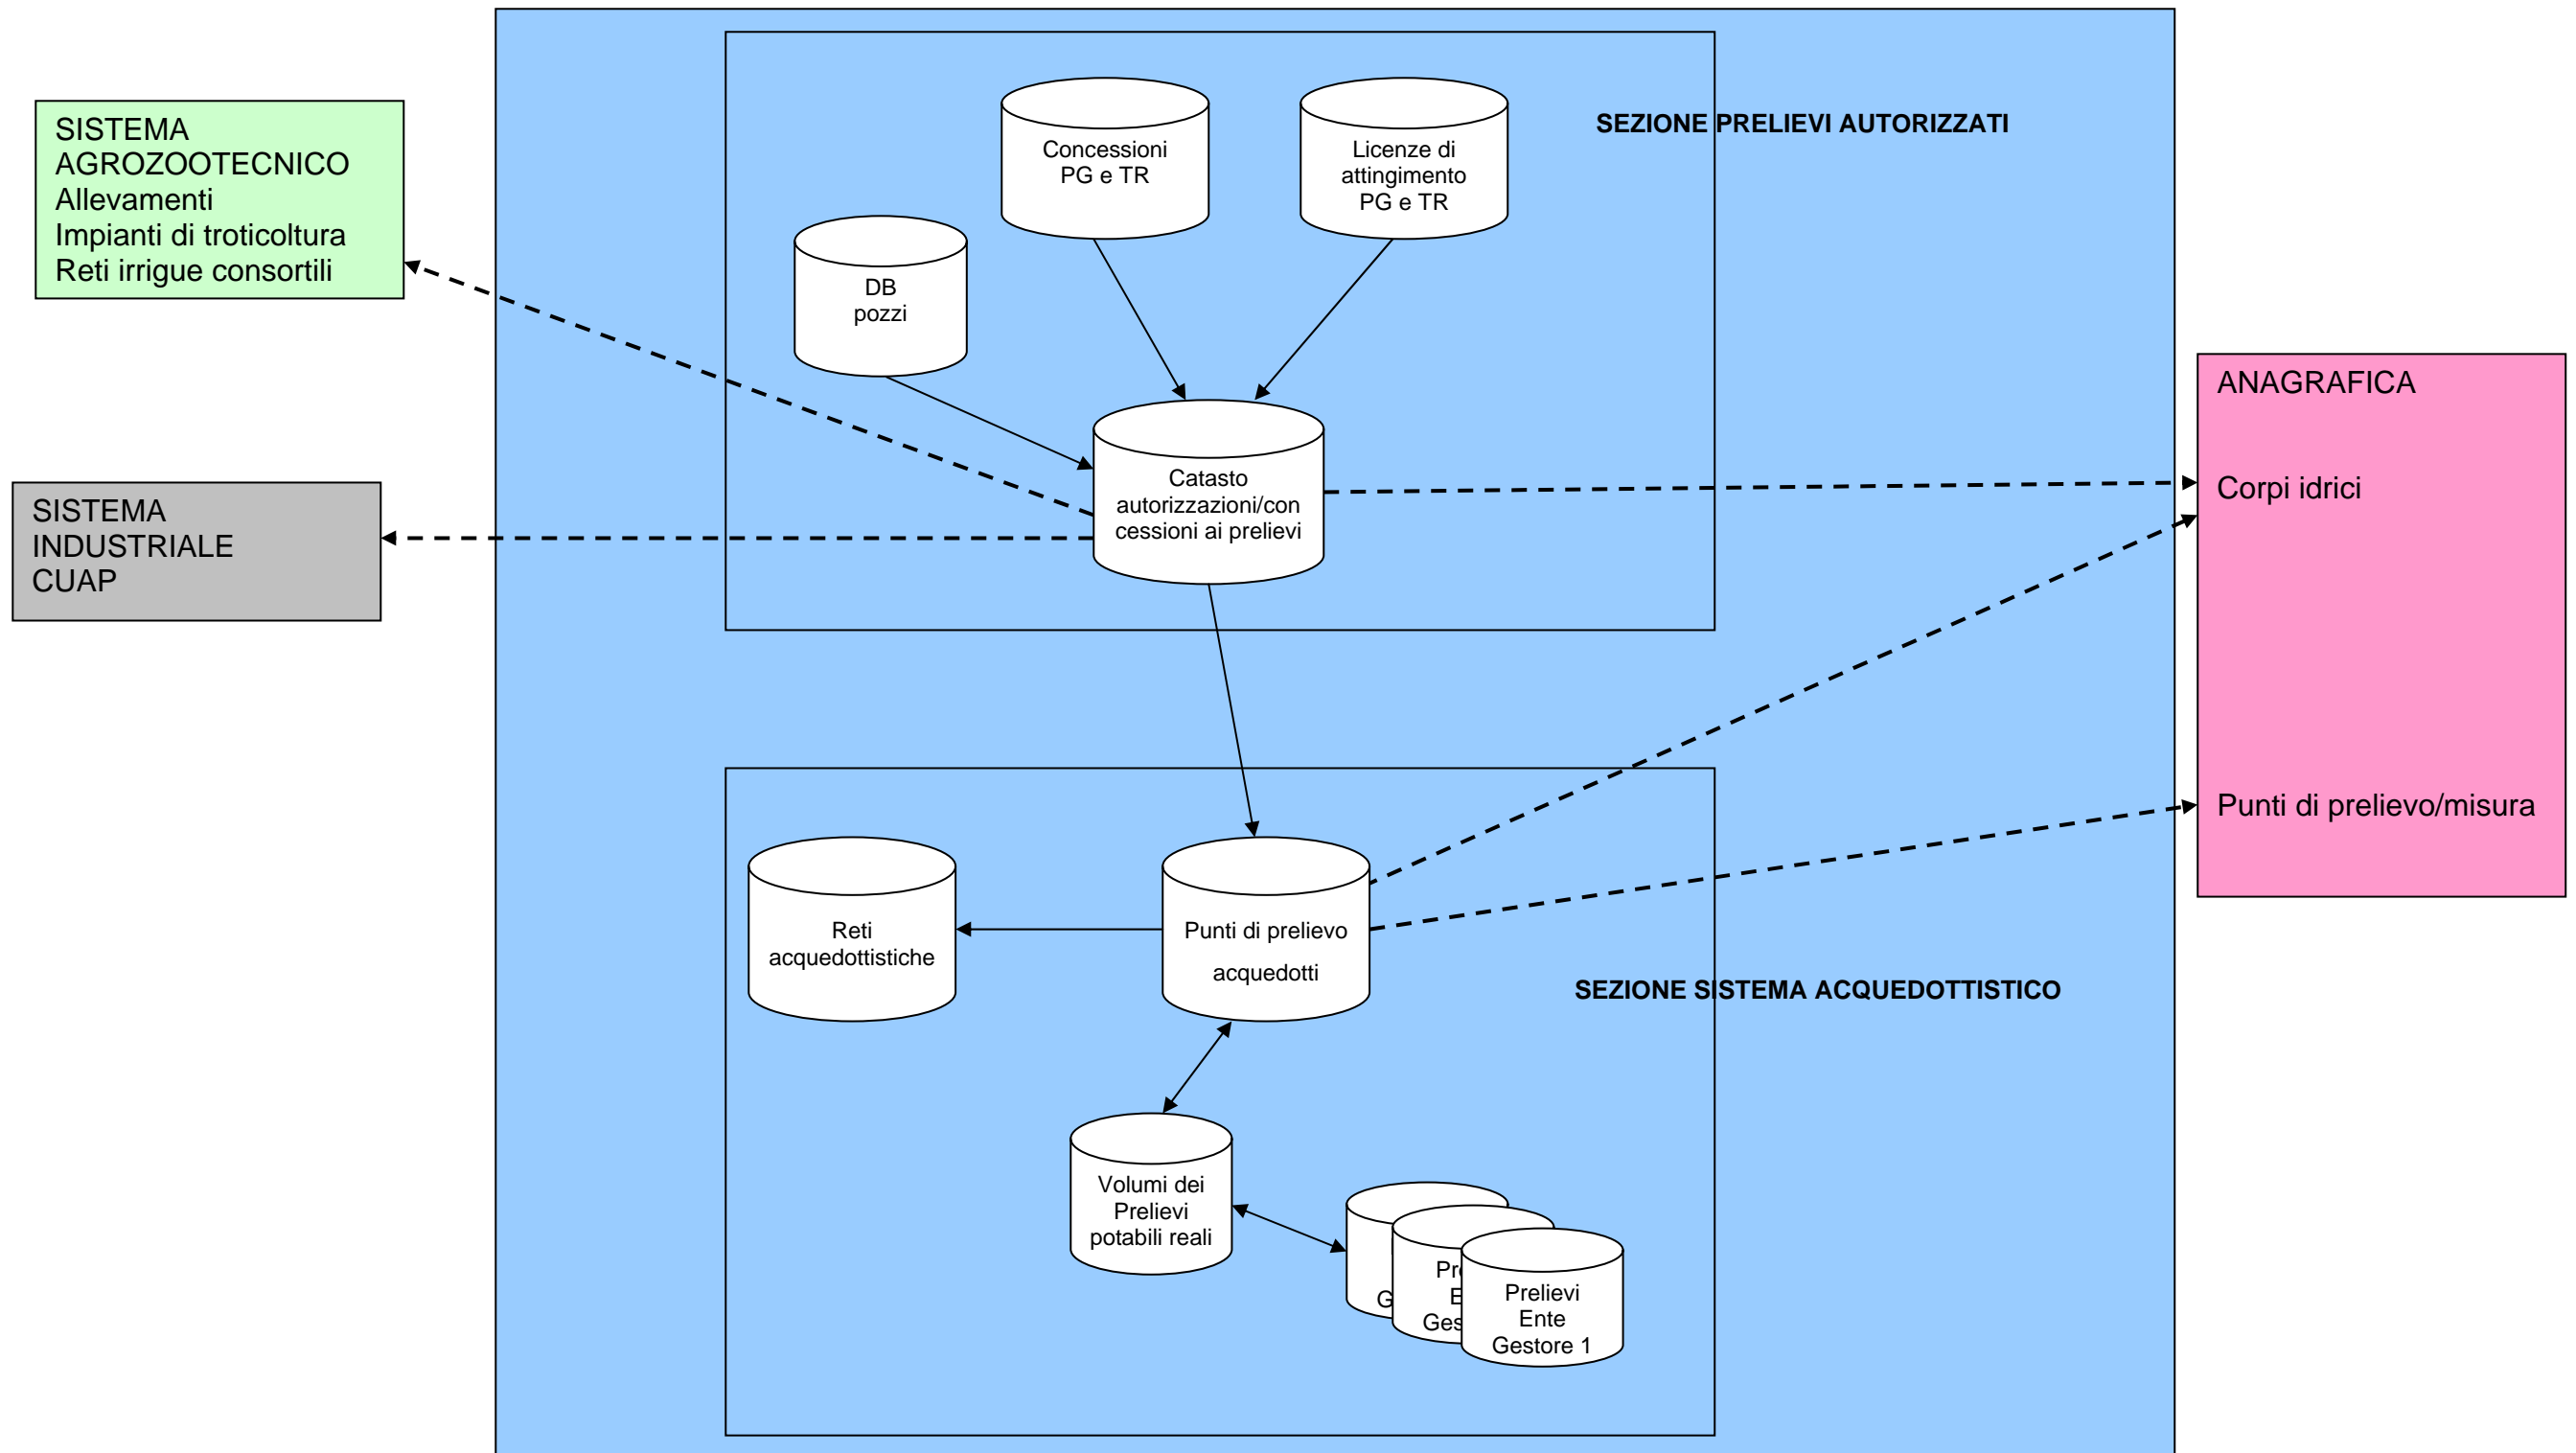 SEZIONE PRELIEVI AUTORIZZATI
SISTEMA
AGROZOOTECNICO
Allevamenti
Impianti di troticoltura
Reti irrigue consortili
Concessioni
PG e TR
Licenze di
attingimento
PG e TR
DB
pozzi
Catasto
autorizzazioni/con
cessioni ai prelievi
SISTEMA
INDUSTRIALE
CUAP
ANAGRAFICA
Corpi idrici
Punti di prelievo/misura
Reti
acquedottistiche
Punti di prelievo
acquedotti
SEZIONE SISTEMA ACQUEDOTTISTICO
Volumi dei
Prelievi
potabili reali
Prelievi
Ente
Gestore 1